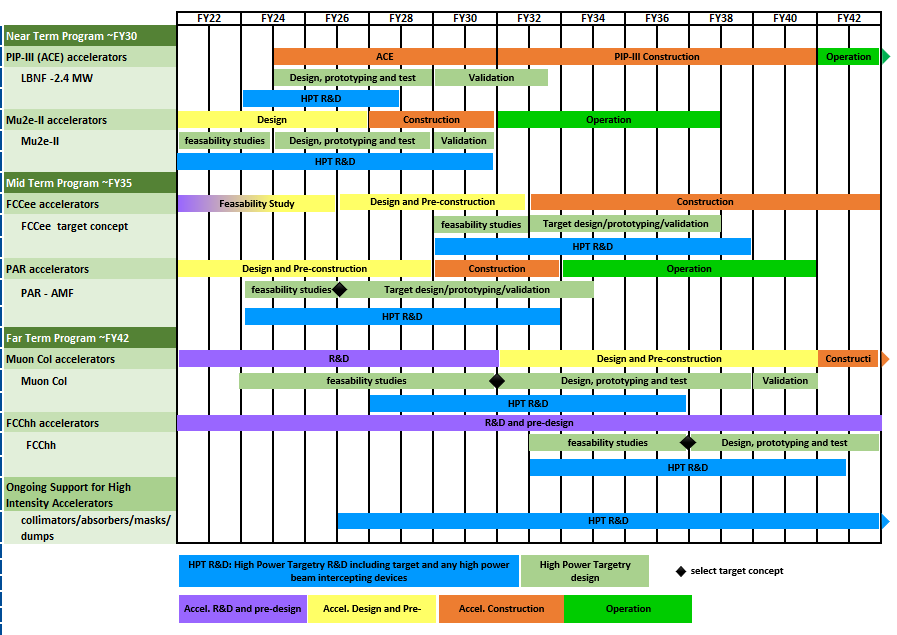 FY22 FY24 FY26 FY28 FY30 FY32 FY34 FY36 FY38 FY40 FY42
Near Term Program ~FY30
PIP-III (ACE) accelerators ACE PIP-III Construction Operation
LBNF -2.4 MW Design, prototyping and test Validation
HPT R&D
Mu2e-II accelerators Design Construction Operation
Mu2e-II feasability studies Design, prototyping and test Validation
HPT R&D
Mid Term Program ~FY35
FCCee accelerators Feasability Study Design and Pre-construction Construction
FCCee target concept feasability studies Target design/prototyping/validation
HPT R&D
PAR accelerators Design and Pre-construction Construction Operation
PAR - AMF feasability studies Target design/prototyping/validation
HPT R&D
Far Term Program ~FY42
Muon Col accelerators R&D Design and Pre-construction Constructi
Muon Col feasability studies Design, prototyping and test Validation
HPT R&D
FCChh accelerators R&D and pre-design
FCChh feasability studies Design, prototyping and test
HPT R&D
Ongoing Support for High
Intensity Accelerators
collimators/absorbers/masks/ HPT R&D
dumps
HPT R&D: High Power Targetry R&D including target and any high power
beam intercepting devices
High Power Targetry
design
select target concept
Accel. R&D and pre-design Accel. Design and Pre- Accel. Construction Operation